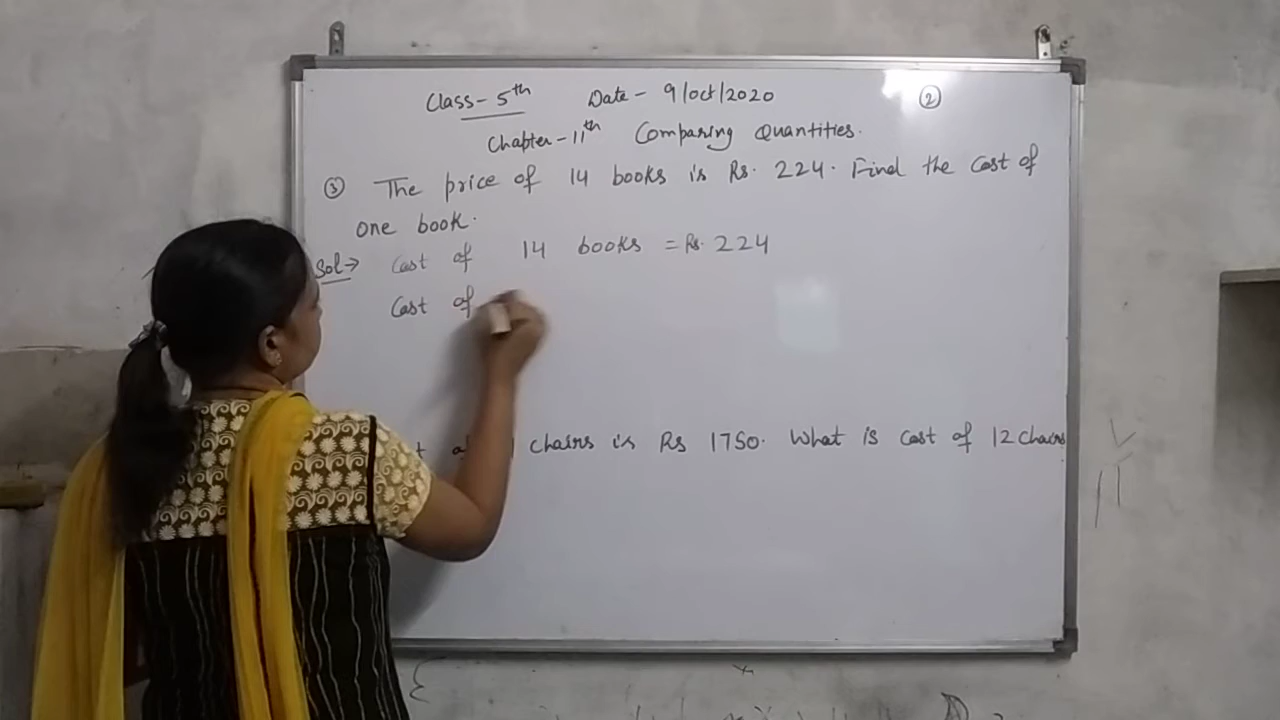 Class-5th Date-9/Oct/2020 ②
Chapter-11th Comparing Quantities.
③ The price of 14 books is Rs. 224. Find the Cost of
one book.
Sol→ Cost of 14 books = Rs. 224
Cost of
chairs is Rs 1750. What is cost of 12 chairs